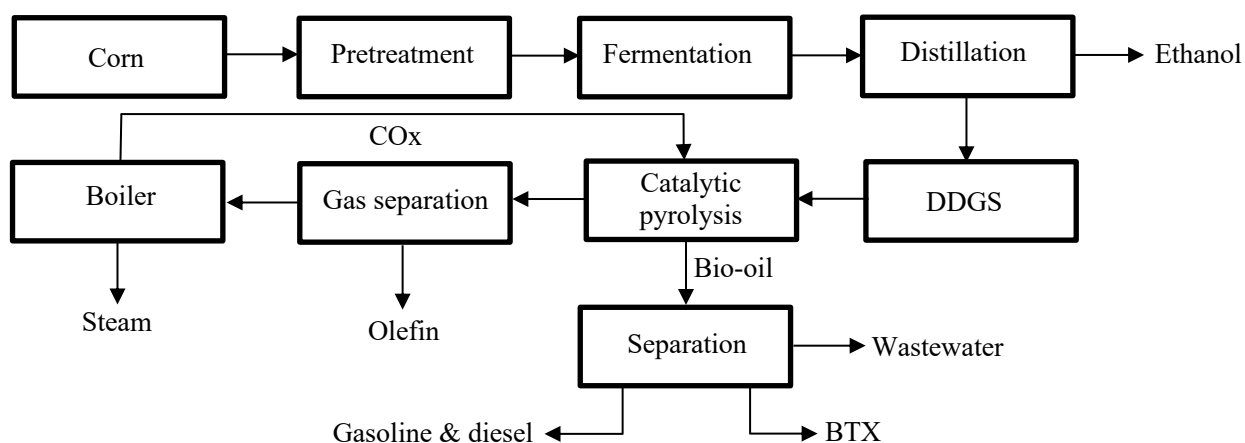 Corn
Pretreatment
Fermentation
Distillation
Ethanol
COx
Boiler
Gas separation
Catalytic
pyrolysis
DDGS
Bio-oil
Steam
Olefin
Separation
Wastewater
Gasoline & diesel
BTX